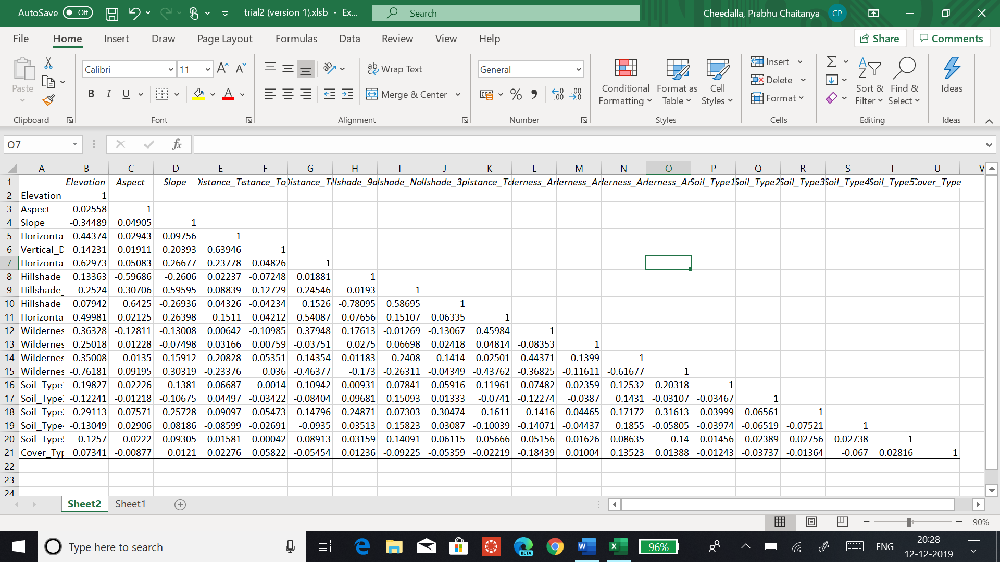 AutoSave Off trial2 (version 1).xlsb - Ex... Search Cheedalla, Prabhu Chaitanya CP
File Home Insert Draw Page Layout Formulas Data Review View Help Share Comments
Paste Calibri 11 A A ab Wrap Text General Conditional Formatting Format as Table Cell Styles Insert Delete Format Sort & Filter Find & Select Ideas
B I U A Merge & Center % .00 .00
Clipboard Font Alignment Number Styles Cells Editing Ideas
O7 fx
A B C D E F G H I J K L M N O P Q R S T U V
1 Elevation Aspect Slope Distance_To stance_To Distance_To llshade_9a lshade_No llshade_3p istance_To derness_Ar lerness_Ar erness_Ar lerness_Ar Soil_Type1 Soil_Type2 Soil_Type3 Soil_Type4 Soil_Type5 Cover_Type
2 Elevation 1
3 Aspect -0.02558 1
4 Slope -0.34489 0.04905 1
5 Horizonta 0.44374 0.02943 -0.09756 1
6 Vertical_D 0.14231 0.01911 0.20393 0.63946 1
7 Horizonta 0.62973 0.05083 -0.26677 0.23778 0.04826 1
8 Hillshade_ 0.13363 -0.59686 -0.2606 0.02237 -0.07248 0.01881 1
9 Hillshade_ 0.2524 0.30706 -0.59595 0.08839 -0.12729 0.24546 0.0193 1
10 Hillshade_ 0.07942 0.6425 -0.26936 0.04326 -0.04234 0.1526 -0.78095 0.58695 1
11 Horizonta 0.49981 -0.02125 -0.26398 0.1511 -0.04212 0.54087 0.07656 0.15107 0.06335 1
12 Wildernes 0.36328 -0.12811 -0.13008 0.00642 -0.10985 0.37948 0.17613 -0.01269 -0.13067 0.45984 1
13 Wildernes 0.25018 0.01228 -0.07498 0.03166 0.00759 -0.03751 0.0275 0.06698 0.02418 0.04814 -0.08353 1
14 Wildernes 0.35008 0.0135 -0.15912 0.20828 0.05351 0.14354 0.01183 0.2408 0.1414 0.02501 -0.44371 -0.1399 1
15 Wildernes -0.76181 0.09195 0.30319 -0.23376 0.036 -0.46377 -0.173 -0.26311 -0.04349 -0.43762 -0.36825 -0.11611 -0.61677 1
16 Soil_Type -0.19827 -0.02226 0.1381 -0.06687 -0.0014 -0.10942 -0.00931 -0.07841 -0.05916 -0.11961 -0.07482 -0.02359 -0.12532 0.20318 1
17 Soil_Type -0.12241 -0.01218 -0.10675 0.04497 -0.03422 -0.08404 0.09681 0.15093 0.01333 -0.0741 -0.12274 -0.0387 0.1431 -0.03107 -0.03467 1
18 Soil_Type -0.29113 -0.07571 0.25728 -0.09097 0.05473 -0.14796 0.24871 -0.07303 -0.30474 -0.1611 -0.1416 -0.04465 -0.17172 0.31613 -0.03999 -0.06561 1
19 Soil_Type -0.13049 0.02906 0.08186 -0.08599 -0.02691 -0.0935 0.03513 0.15823 0.03087 -0.10039 -0.14071 -0.04437 0.1855 -0.05805 -0.03974 -0.06519 -0.07521 1
20 Soil_Type -0.1257 -0.0222 0.09305 -0.01581 0.00042 -0.08913 -0.03159 -0.14091 -0.06115 -0.05666 -0.05156 -0.01626 -0.08635 0.14 -0.01456 -0.02389 -0.02756 -0.02738 1
21 Cover_Typ 0.07341 -0.00877 0.0121 0.02276 0.05822 -0.05454 0.01236 -0.09225 -0.05359 -0.02219 -0.18439 0.01004 0.13523 0.01388 -0.01243 -0.03737 -0.01364 -0.067 0.02816 1
22
23
24
Sheet2 Sheet1
90%
Type here to search BETA 96% ENG 20:28
12-12-2019